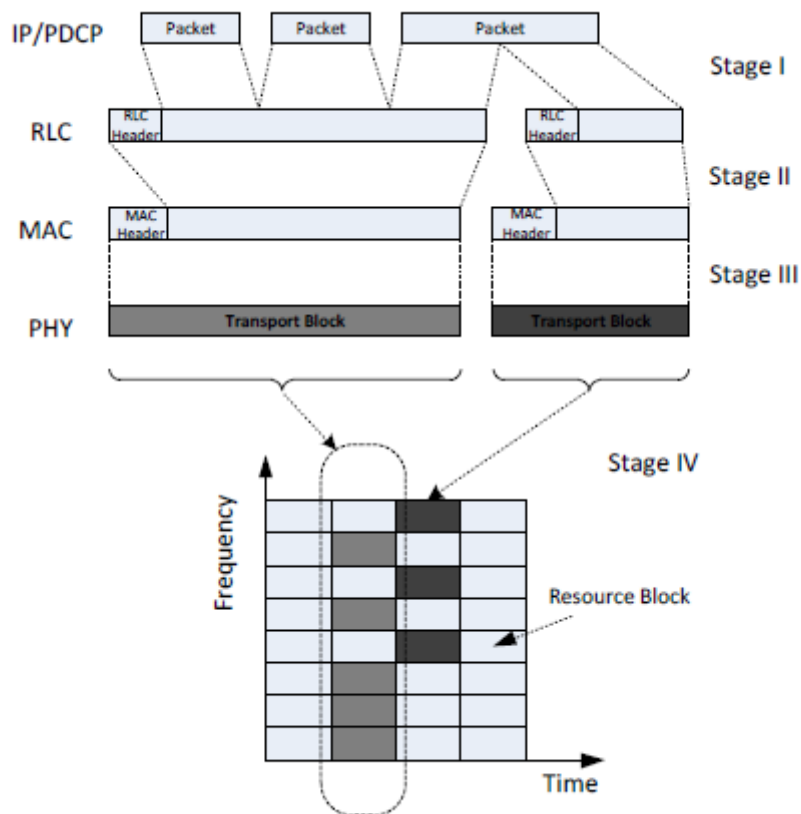 IP/PDCP
Packet
Packet
Packet
Stage I
RLC
RLC
Header
RLC
Header
Stage II
MAC
MAC
Header
MAC
Header
Stage III
PHY
Transport Block
Transport Block
Stage IV
Frequency
Resource Block
Time